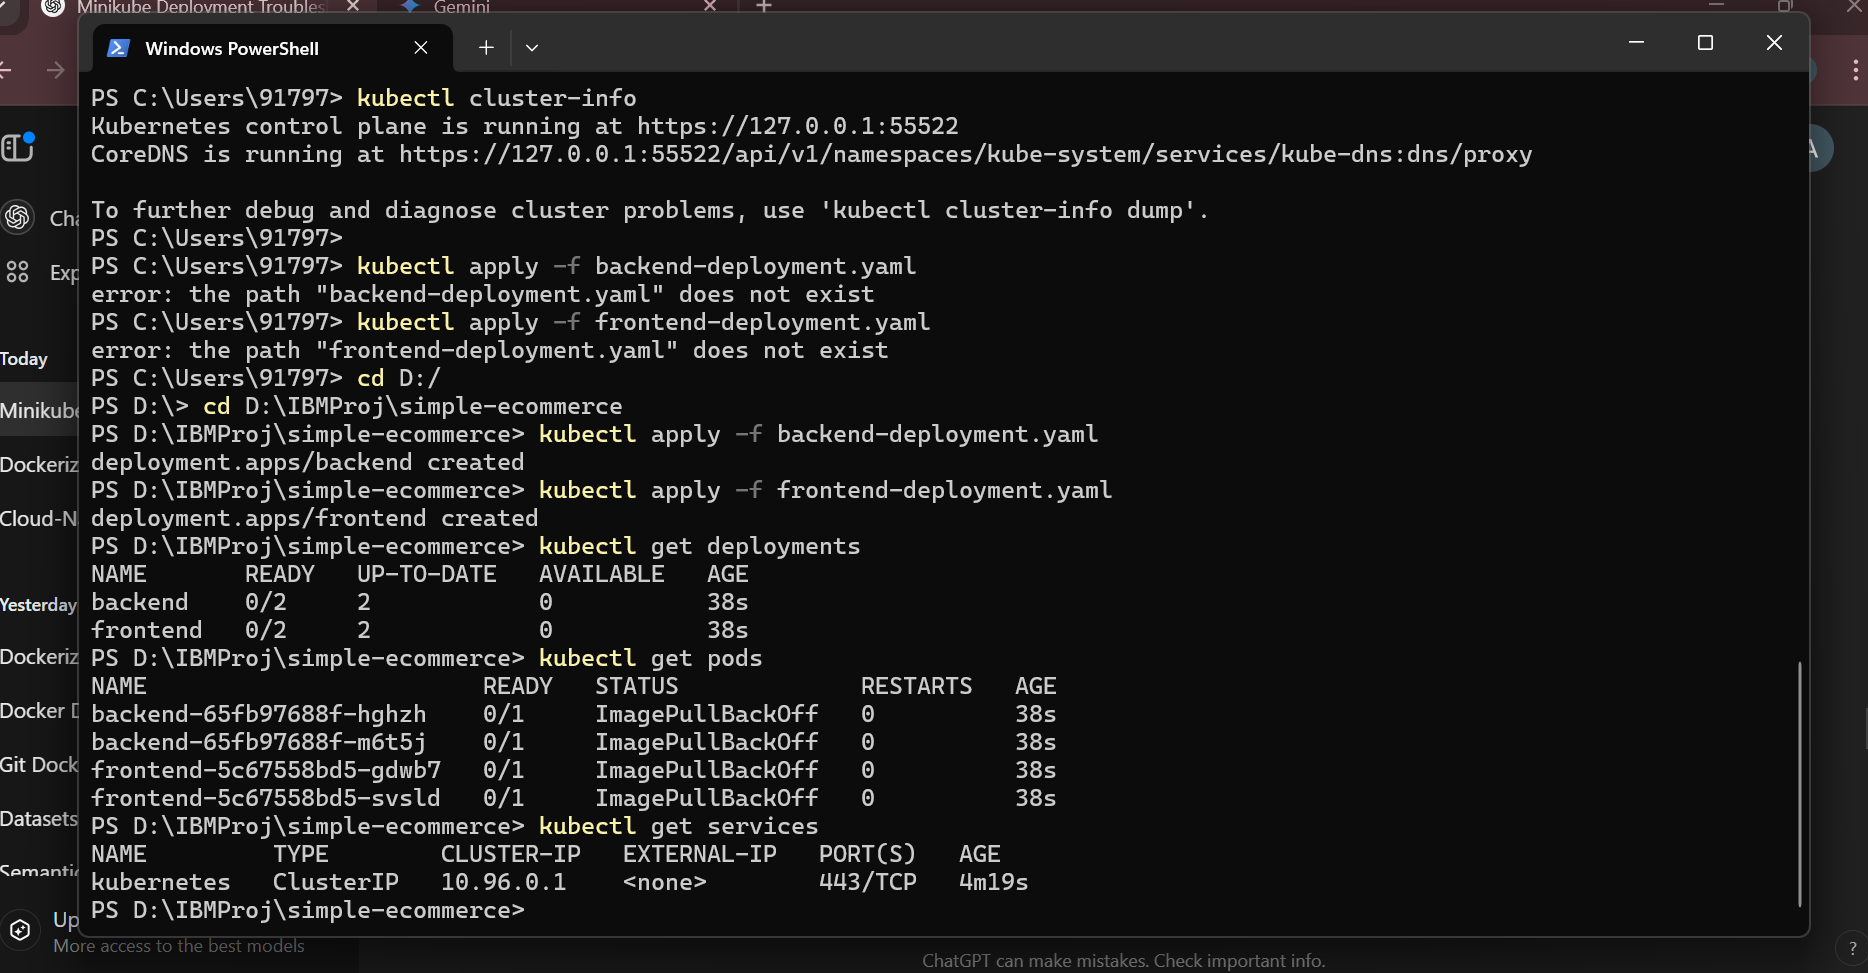 Minikube Deployment Troubles
Gemini
Windows PowerShell
PS C:\Users\91797> kubectl cluster-info
Kubernetes control plane is running at https://127.0.0.1:55522
CoreDNS is running at https://127.0.0.1:55522/api/v1/namespaces/kube-system/services/kube-dns:dns/proxy
To further debug and diagnose cluster problems, use 'kubectl cluster-info dump'.
PS C:\Users\91797>
PS C:\Users\91797> kubectl apply -f backend-deployment.yaml
error: the path "backend-deployment.yaml" does not exist
PS C:\Users\91797> kubectl apply -f frontend-deployment.yaml
error: the path "frontend-deployment.yaml" does not exist
PS C:\Users\91797> cd D:/
PS D:\> cd D:\IBMProj\simple-ecommerce
PS D:\IBMProj\simple-ecommerce> kubectl apply -f backend-deployment.yaml
deployment.apps/backend created
PS D:\IBMProj\simple-ecommerce> kubectl apply -f frontend-deployment.yaml
deployment.apps/frontend created
PS D:\IBMProj\simple-ecommerce> kubectl get deployments
NAME READY UP-TO-DATE AVAILABLE AGE
backend 0/2 2 0 38s
frontend 0/2 2 0 38s
PS D:\IBMProj\simple-ecommerce> kubectl get pods
NAME READY STATUS RESTARTS AGE
backend-65fb97688f-hghzh 0/1 ImagePullBackOff 0 38s
backend-65fb97688f-m6t5j 0/1 ImagePullBackOff 0 38s
frontend-5c67558bd5-gdwb7 0/1 ImagePullBackOff 0 38s
frontend-5c67558bd5-svsld 0/1 ImagePullBackOff 0 38s
PS D:\IBMProj\simple-ecommerce> kubectl get services
NAME TYPE CLUSTER-IP EXTERNAL-IP PORT(S) AGE
kubernetes ClusterIP 10.96.0.1 <none> 443/TCP 4m19s
PS D:\IBMProj\simple-ecommerce>
Cha
Exp
Today
Minikube
Dockeriz
Cloud-N
Yesterday
Dockeriz
Docker D
Git Dock
Datasets
Semantic
Up
More access to the best models
A
ChatGPT can make mistakes. Check important info.
?